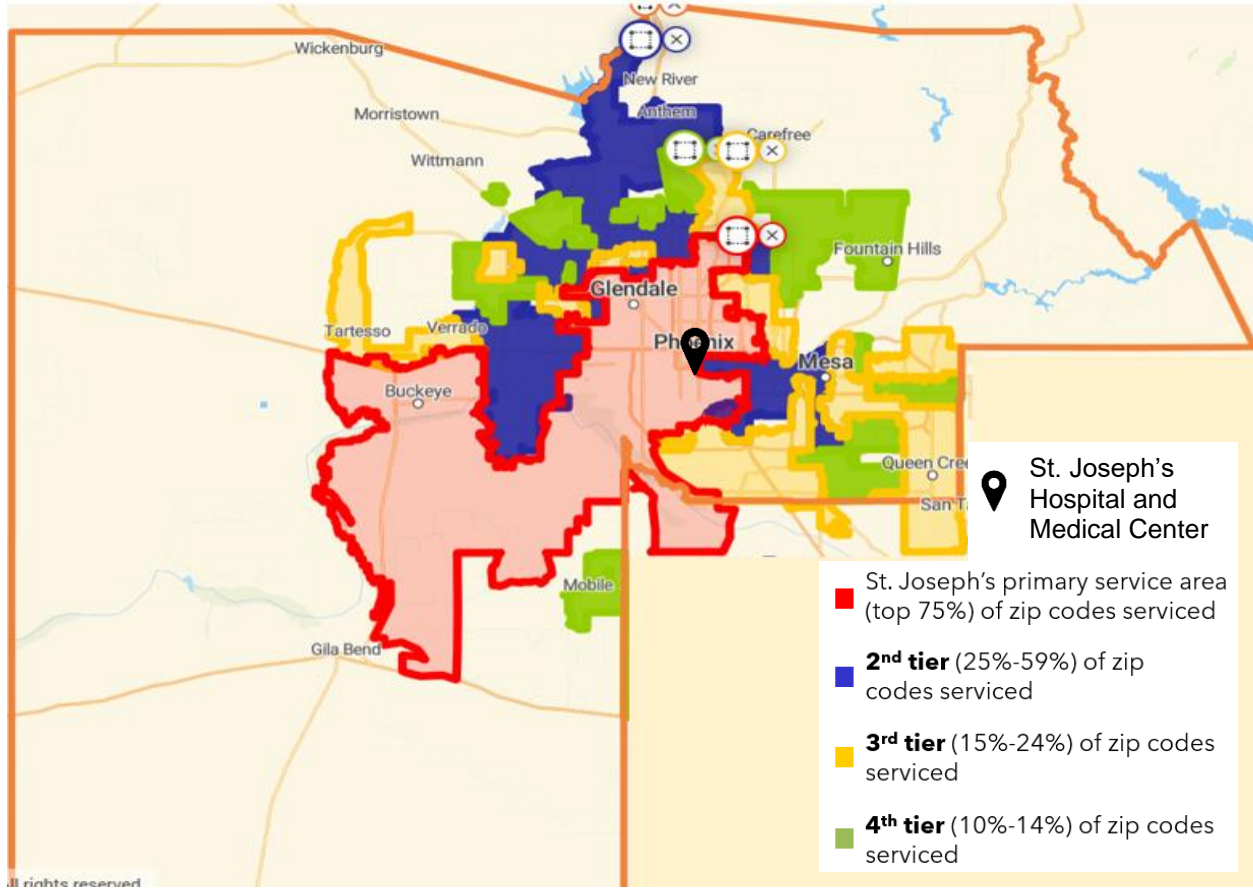 Wickenburg
New River
Morristown
Anthem
Carefree
Wittmann
Fountain Hills
Glendale
Tartesso
Verrado
Phoenix
Mesa
Buckeye
Queen Cree
San T
St. Joseph’s
Hospital and
Medical Center
Mobile
Gila Bend
St. Joseph’s primary service area
(top 75%) of zip codes serviced
2nd tier (25%-59%) of zip
codes serviced
3rd tier (15%-24%) of zip codes
serviced
4th tier (10%-14%) of zip codes
serviced
All rights reserved